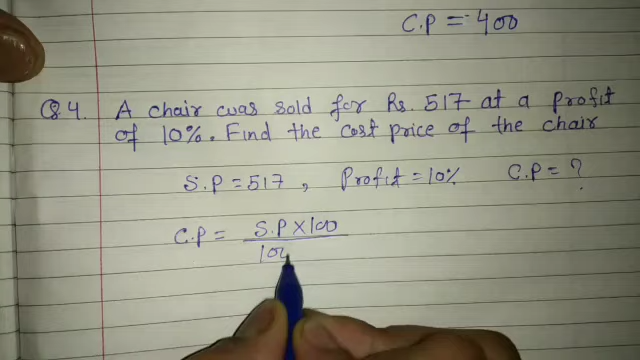 C.P = 400
Q4. A chair was sold for Rs. 517 at a profit
of 10%. Find the cost price of the chair
S.P = 517, Profit = 10% C.P = ?
C.P = S.P × 100
100